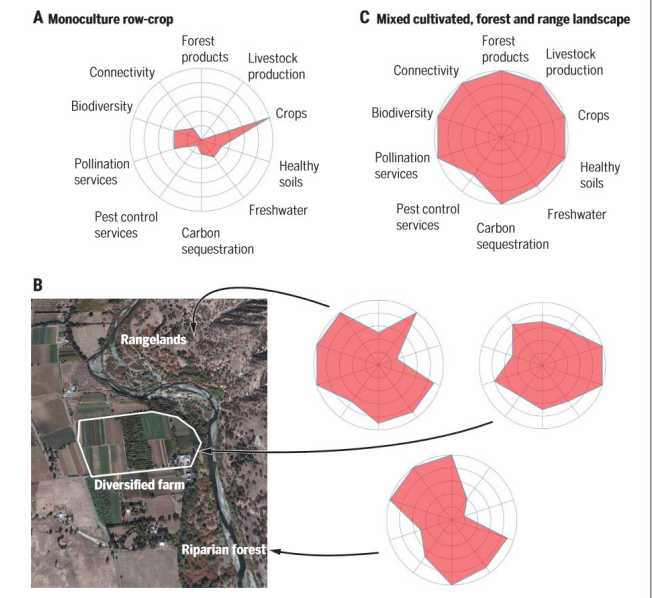 A Monoculture row-crop
Forest
products
Livestock
production
Crops
Healthy
soils
Freshwater
Carbon
sequestration
Pest control
services
Pollination
services
Biodiversity
Connectivity
C Mixed cultivated, forest and range landscape
Forest
products
Livestock
production
Crops
Healthy
soils
Freshwater
Carbon
sequestration
Pest control
services
Pollination
services
Biodiversity
Connectivity
B
Rangelands
Diversified farm
Riparian forest